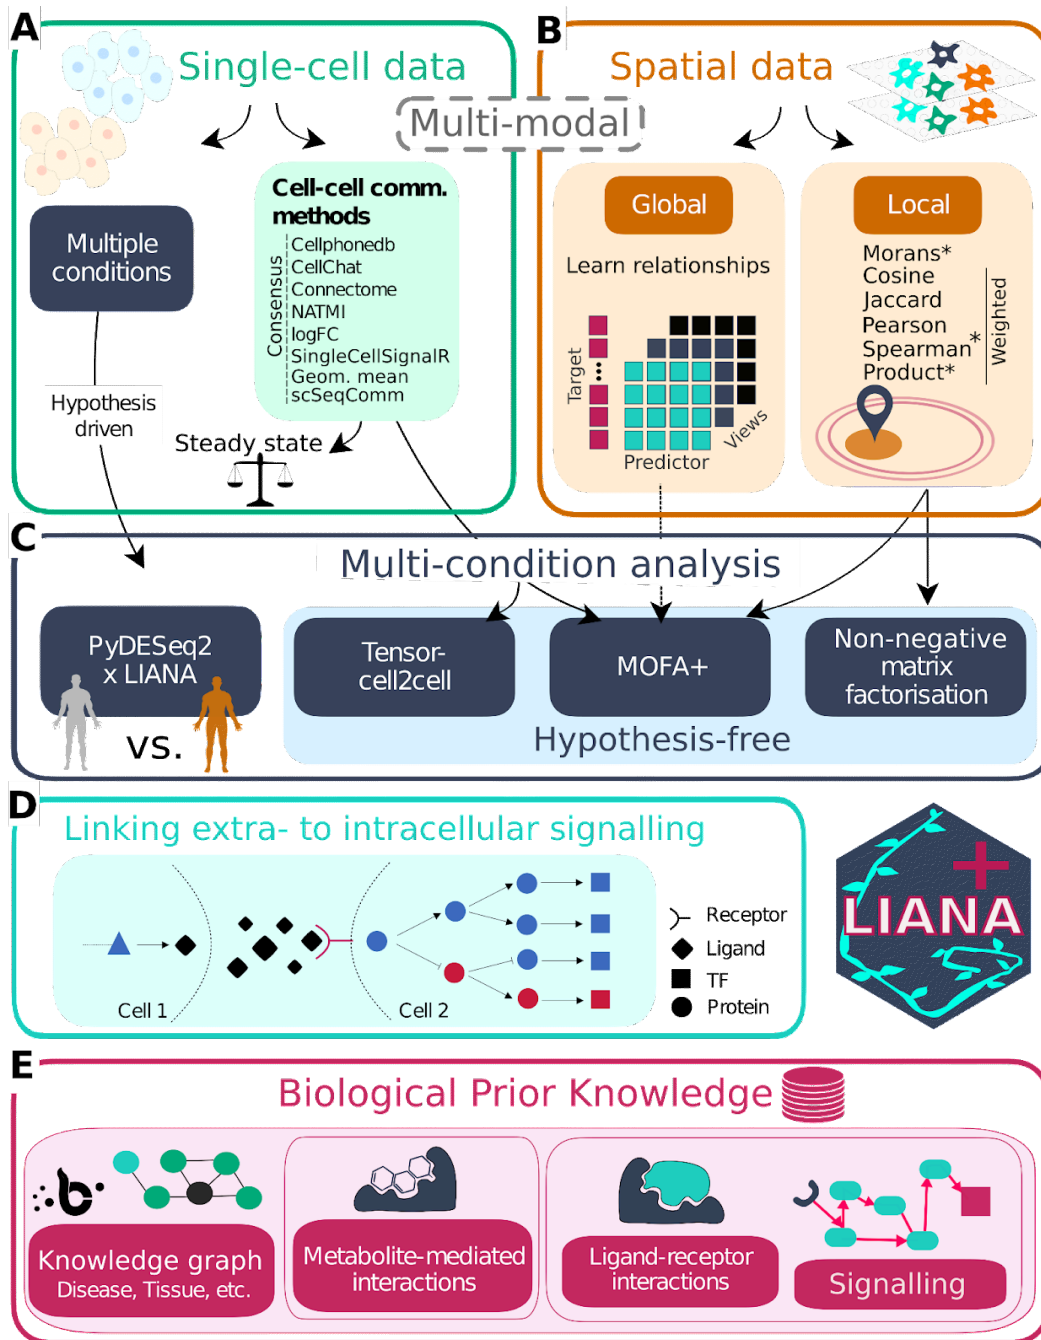 A
Single-cell data
B
Spatial data
Multi-modal
Multiple
conditions
Cell-cell comm.
methods
Consensus
Cellphonedb
CellChat
Connectome
NATMI
logFC
SingleCellSignalR
Geom. mean
scSeqComm
Hypothesis
driven
Steady state
Global
Learn relationships
Target
Predictor
Views
Local
Morans*
Cosine
Jaccard
Pearson
Spearman*
Product*
Weighted
C
Multi-condition analysis
PyDESeq2
x LIANA
vs.
Tensor-
cell2cell
MOFA+
Non-negative
matrix
factorisation
Hypothesis-free
D
Linking extra- to intracellular signalling
Cell 1
Cell 2
Receptor
Ligand
TF
Protein
+
LIANA
E
Biological Prior Knowledge
Knowledge graph
Disease, Tissue, etc.
Metabolite-mediated
interactions
Ligand-receptor
interactions
Signalling